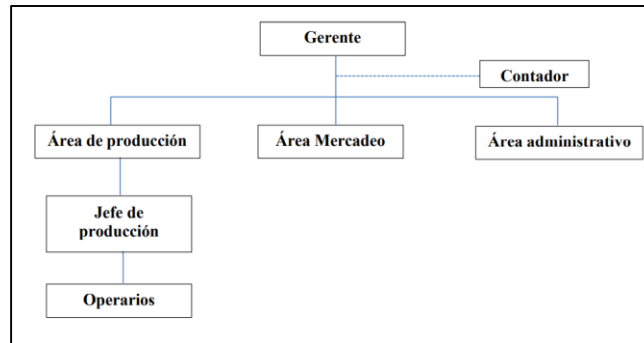 Gerente
Contador
Área de producción
Área Mercadeo
Área administrativo
Jefe de
producción
Operarios